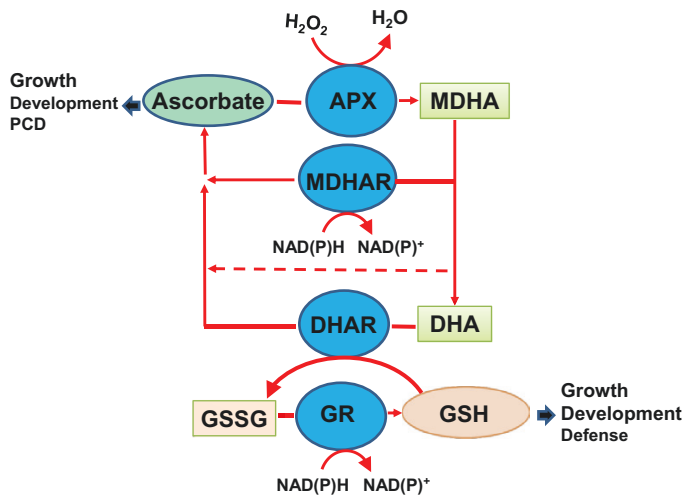 H₂O₂
H₂O
Growth
Development
PCD
Ascorbate
APX
MDHA
MDHAR
NAD(P)H
NAD(P)⁺
DHAR
DHA
GSSG
GR
GSH
Growth
Development
Defense
NAD(P)H
NAD(P)⁺